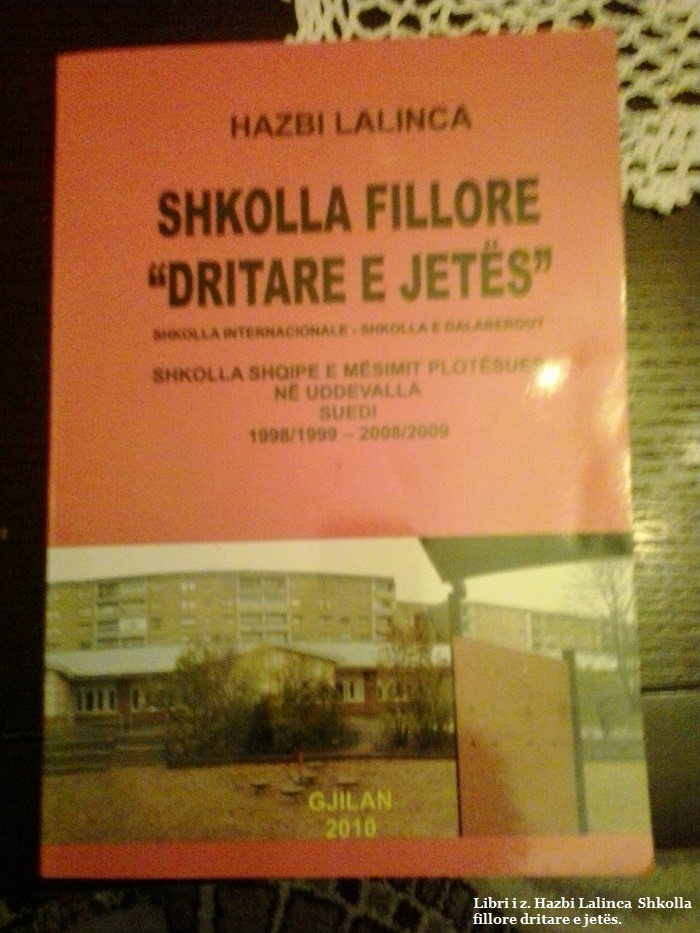 HAZBI LALINCA
SHKOLLA FILLORE
“DRITARE E JETËS”
SHKOLLA INTERNACIONALE - SHKOLLA E DALABERGUT
SHKOLLA SHQIPE E MËSIMIT PLOTËSUES
NË UDDEVALLA
SUEDI
1998/1999 – 2008/2009
GJILAN
2010
Libri i z. Hazbi Lalinca Shkolla
fillore dritare e jetës.